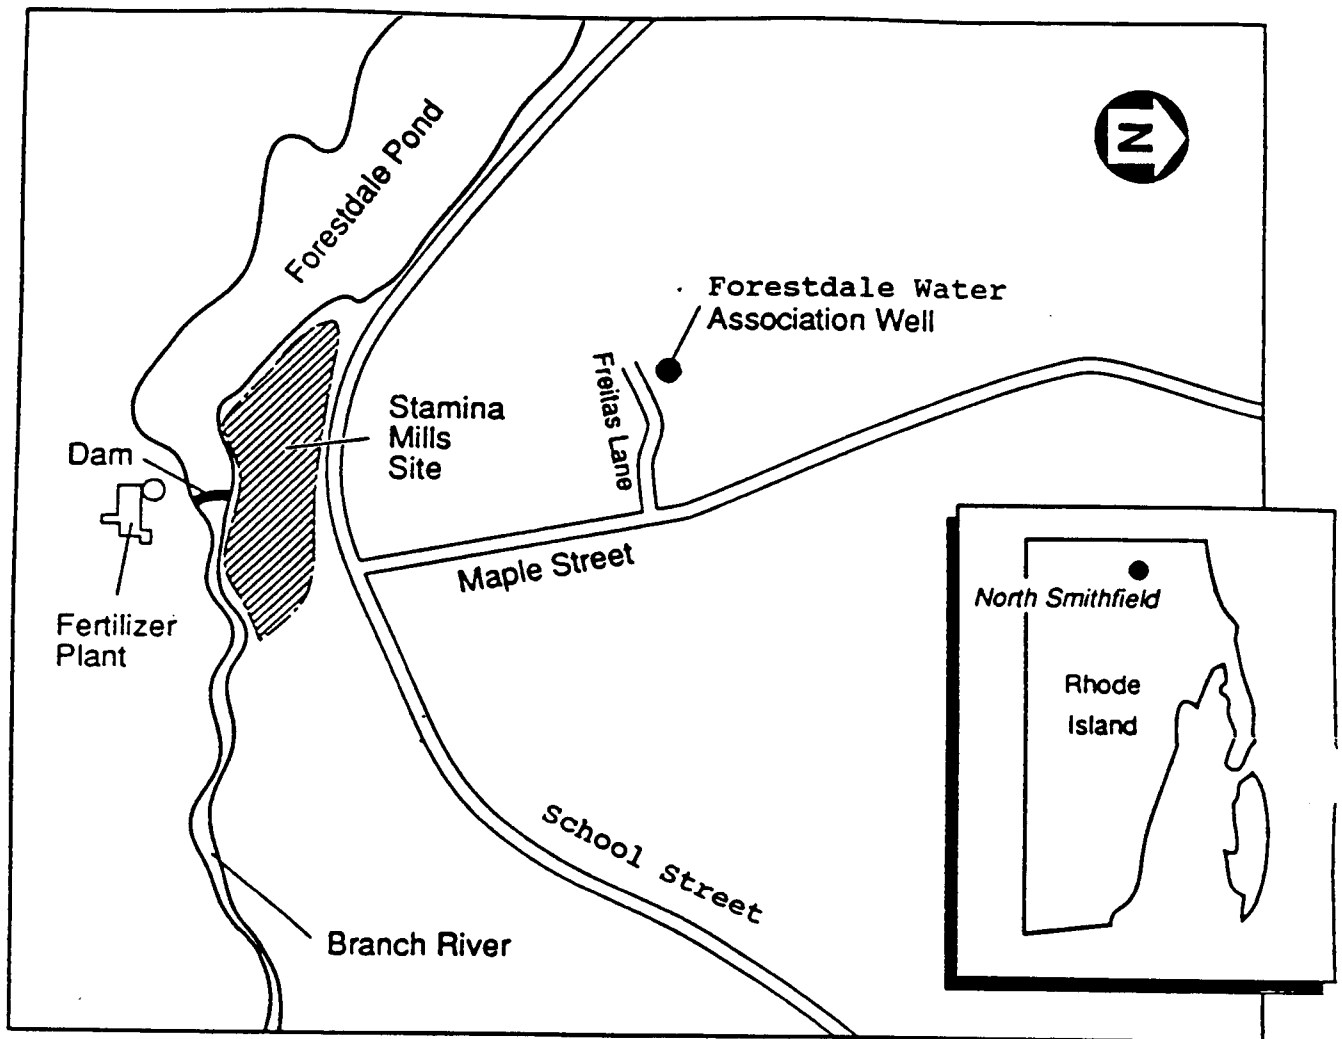 N
Forestdale Pond
Forestdale Water
Association Well
Freitas Lane
Stamina
Mills
Site
Dam
Maple Street
Fertilizer
Plant
North Smithfield
Rhode
Island
School Street
Branch River